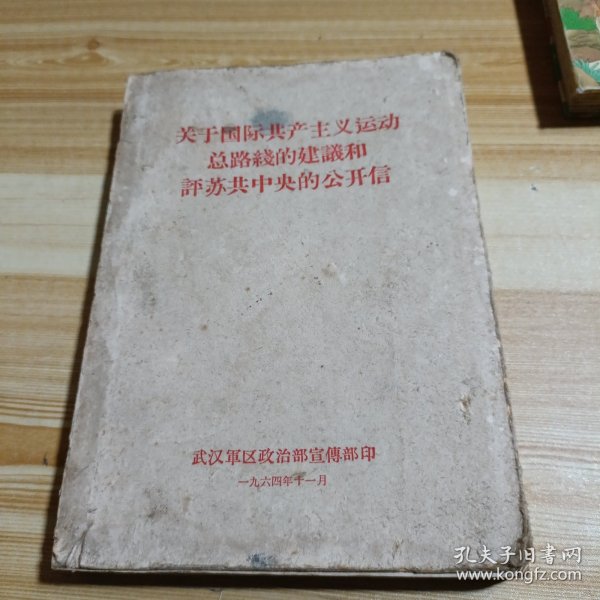 关于国际共产主义运动
总路綫的建議和
評苏共中央的公开信
武汉軍区政治部宣傳部印
一九六四年十一月
孔夫子旧书网
www.kongfz.com